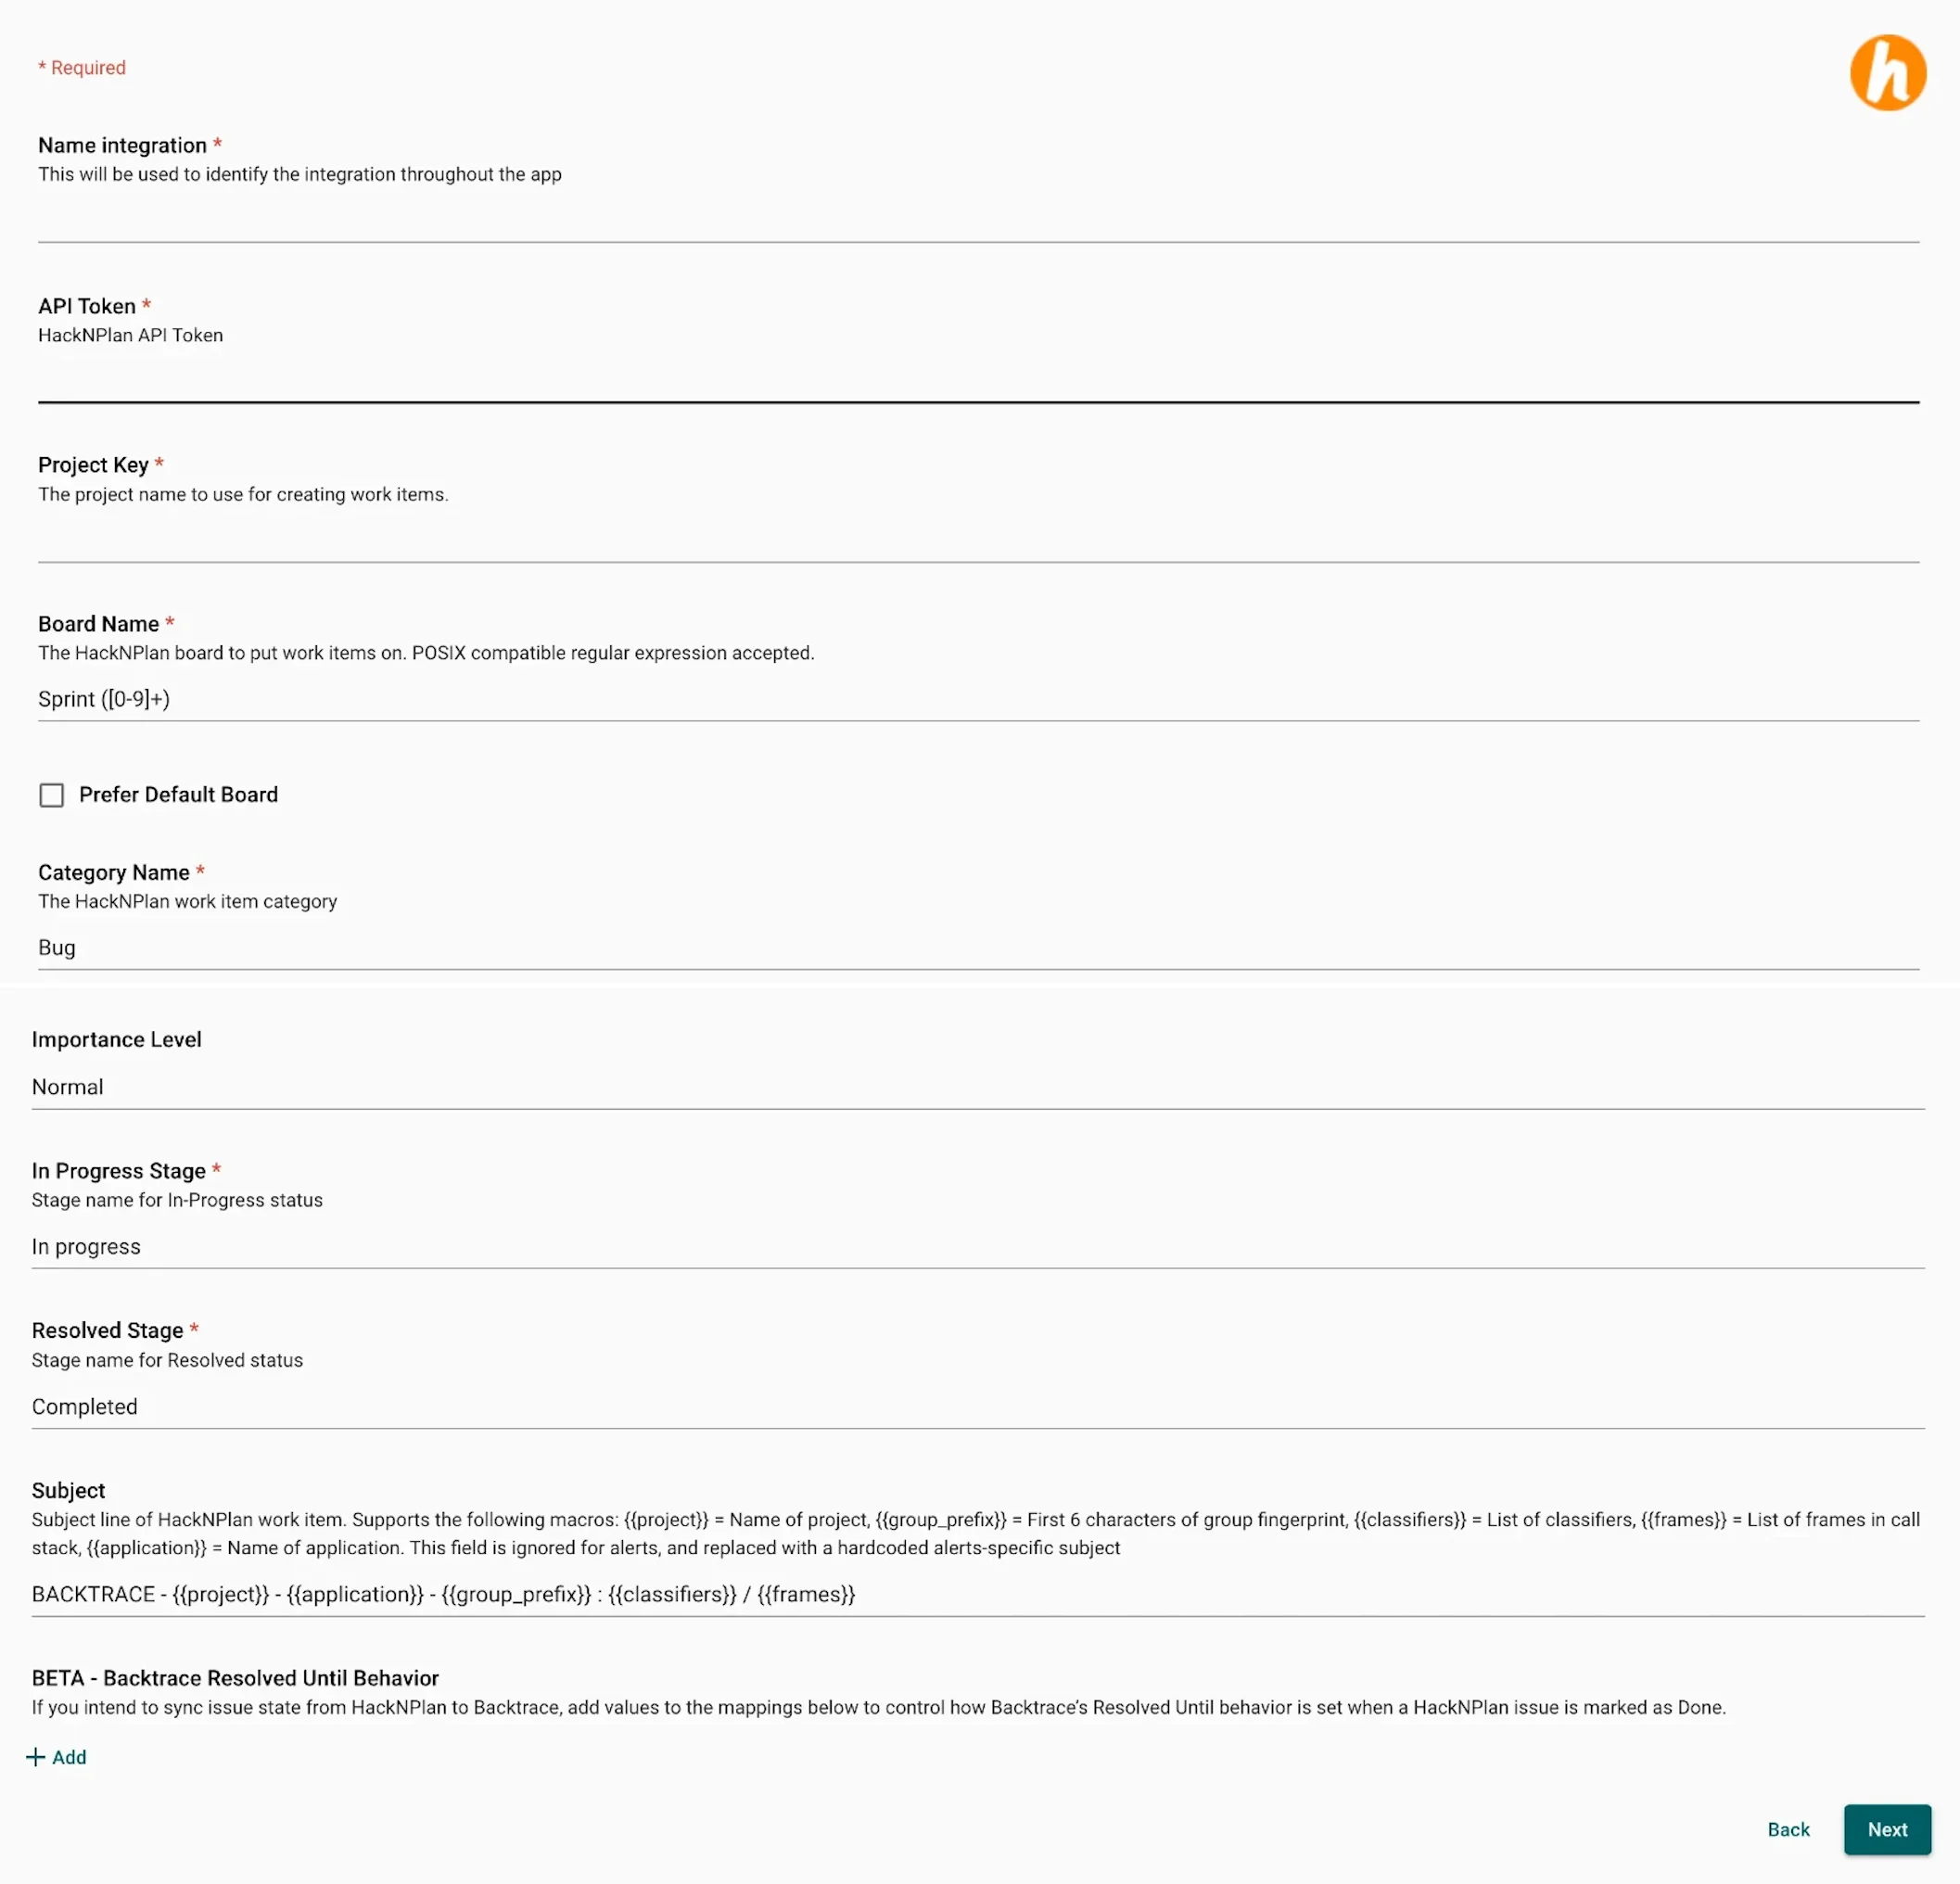 * Required
h
Name integration *
This will be used to identify the integration throughout the app
API Token *
HackNPlan API Token
Project Key *
The project name to use for creating work items.
Board Name *
The HackNPlan board to put work items on. POSIX compatible regular expression accepted.
Sprint ([0-9]+)
Prefer Default Board
Category Name *
The HackNPlan work item category
Bug
Importance Level
Normal
In Progress Stage *
Stage name for In-Progress status
In progress
Resolved Stage *
Stage name for Resolved status
Completed
Subject
Subject line of HackNPlan work item. Supports the following macros: {{project}} = Name of project, {{group_prefix}} = First 6 characters of group fingerprint, {{classifiers}} = List of classifiers, {{frames}} = List of frames in call
stack, {{application}} = Name of application. This field is ignored for alerts, and replaced with a hardcoded alerts-specific subject
BACKTRACE - {{project}} - {{application}} - {{group_prefix}} : {{classifiers}} / {{frames}}
BETA - Backtrace Resolved Until Behavior
If you intend to sync issue state from HackNPlan to Backtrace, add values to the mappings below to control how Backtrace’s Resolved Until behavior is set when a HackNPlan issue is marked as Done.
+ Add
Back
Next